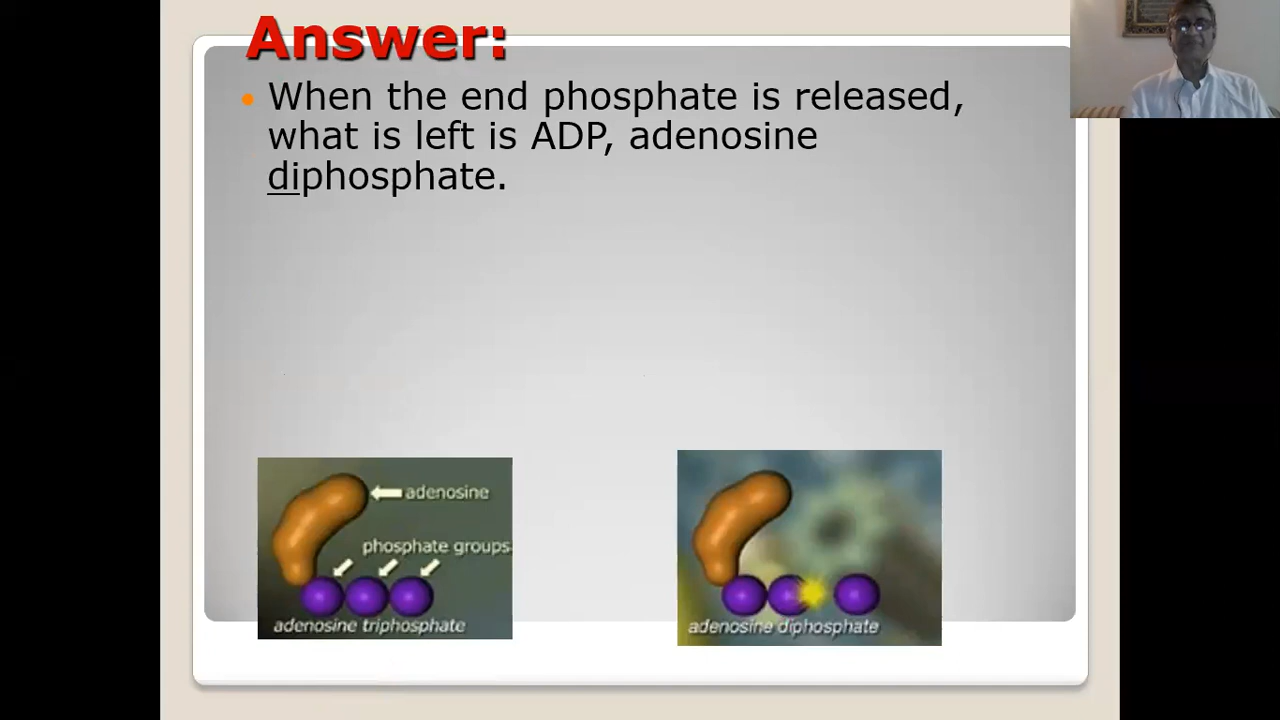 Answer:
When the end phosphate is released,
what is left is ADP, adenosine
diphosphate.
adenosine
phosphate groups
adenosine triphosphate
adenosine diphosphate